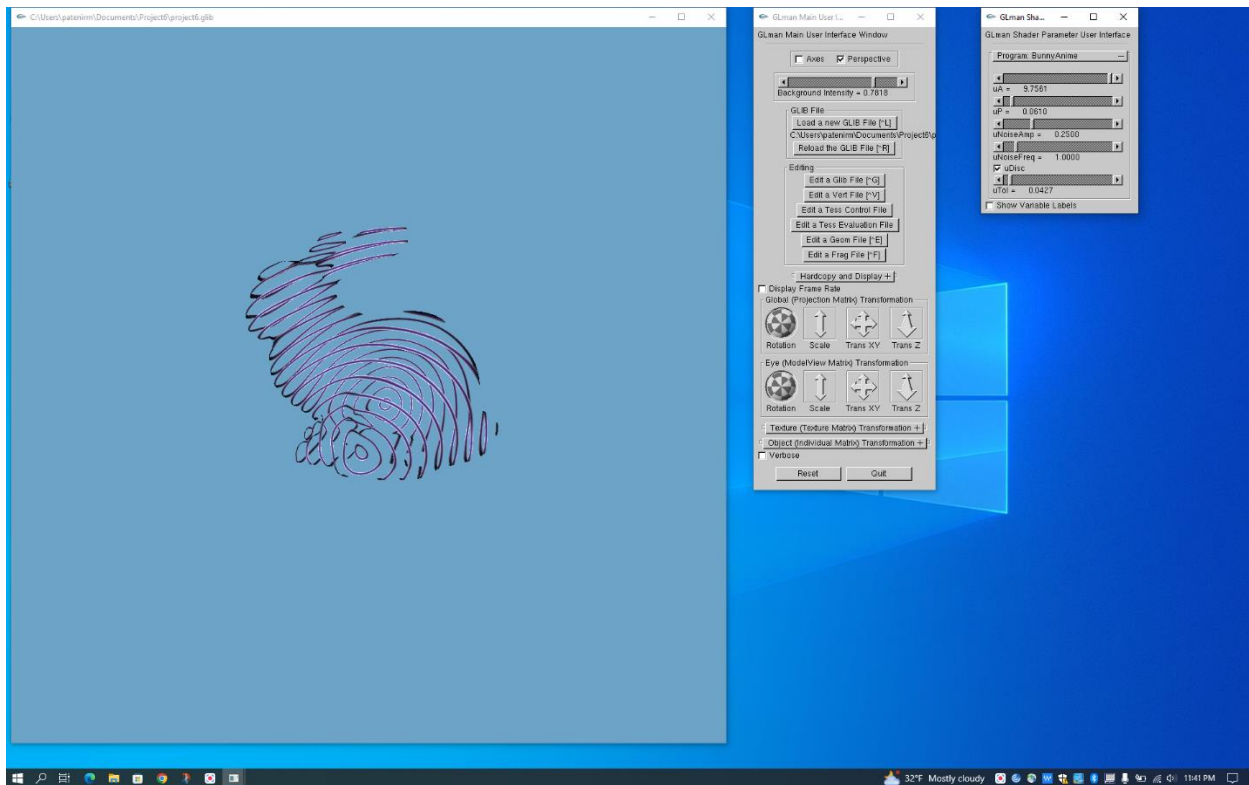 C:\Users\patenirm\Documents\Project6\project6.glib
GLman Main User I...
GLman Main User Interface Window
Axes
Perspective
Background Intensity = 0.7818
GLIB File
Load a new GLIB File [^L]
C:\Users\patenirm\Documents\Project6\p
Reload the GLIB File [^R]
Editing
Edit a Glib File [^G]
Edit a Vert File [^V]
Edit a Tess Control File
Edit a Tess Evaluation File
Edit a Geom File [^E]
Edit a Frag File [^F]
Hardcopy and Display +
Display Frame Rate
Global (Projection Matrix) Transformation
Rotation Scale Trans XY Trans Z
Eye (ModelView Matrix) Transformation
Rotation Scale Trans XY Trans Z
Texture (Texture Matrix) Transformation +
Object (Individual Matrix) Transformation +
Verbose
Reset Quit
GLman Sha...
GLman Shader Parameter User Interface
Program: BunnyAnime
uA = 9.7561
uP = 0.0610
uNoiseAmp = 0.2500
uNoiseFreq = 1.0000
uDisc
uTol = 0.0427
Show Variable Labels
32°F Mostly cloudy
11:41 PM